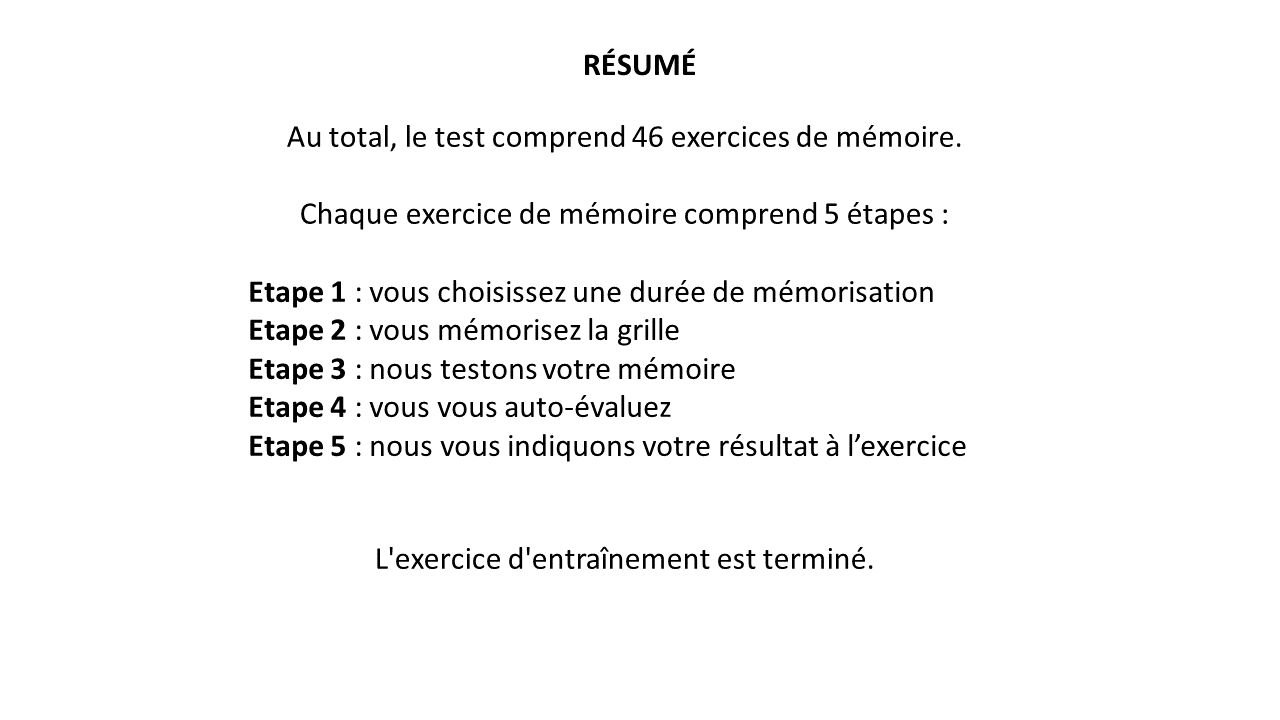 RÉSUMÉ
Au total, le test comprend 46 exercices de mémoire.
Chaque exercice de mémoire comprend 5 étapes :
Etape 1 : vous choisissez une durée de mémorisation
Etape 2 : vous mémorisez la grille
Etape 3 : nous testons votre mémoire
Etape 4 : vous vous auto-évaluez
Etape 5 : nous vous indiquons votre résultat à l’exercice
L'exercice d'entraînement est terminé.